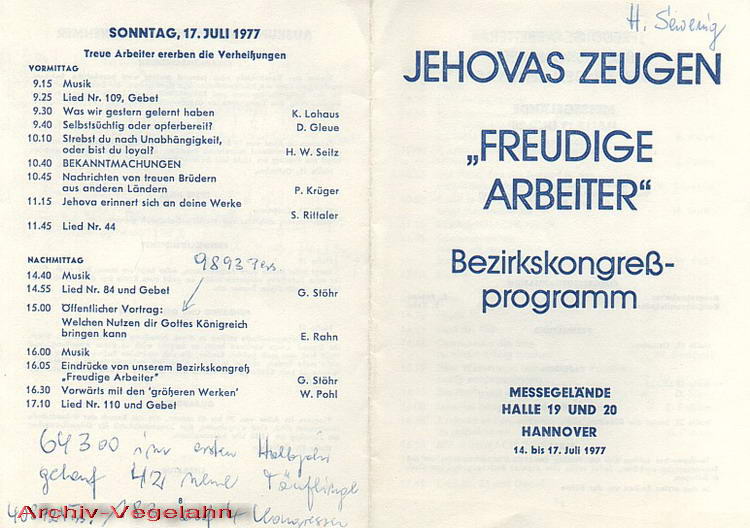 SONNTAG, 17. JULI 1977
Treue Arbeiter ererben die Verheißungen
VORMITTAG
9.15 Musik
9.25 Lied Nr. 109, Gebet
9.30 Was wir gestern gelernt haben K. Lohaus
9.40 Selbstsüchtig oder opferbereit? D. Gleue
10.10 Strebst du nach Unabhängigkeit,
oder bist du loyal? H. W. Seitz
10.40 BEKANNTMACHUNGEN
10.45 Nachrichten von treuen Brüdern
aus anderen Ländern P. Krüger
11.15 Jehova erinnert sich an deine Werke
S. Rittaler
11.45 Lied Nr. 44
NACHMITTAG
9893 Pers.
14.40 Musik
14.55 Lied Nr. 84 und Gebet G. Stöhr
15.00 Öffentlicher Vortrag:
Welchen Nutzen dir Gottes Königreich
bringen kann E. Rahn
16.00 Musik
16.05 Eindrücke von unserem Bezirkskongreß
„Freudige Arbeiter" G. Stöhr
16.30 Vorwärts mit den 'größeren Werken' W. Pohl
17.10 Lied Nr. 110 und Gebet
64300 im ersten Halbjahr
getauf 42 neue Täuflinge
8
Kongressen
Archiv-Vegelahn
H. Sewerig
JEHOVAS ZEUGEN
„FREUDIGE
ARBEITER“
Bezirkskongreß-
programm
MESSEGELÄNDE
HALLE 19 UND 20
HANNOVER
14. bis 17. Juli 1977